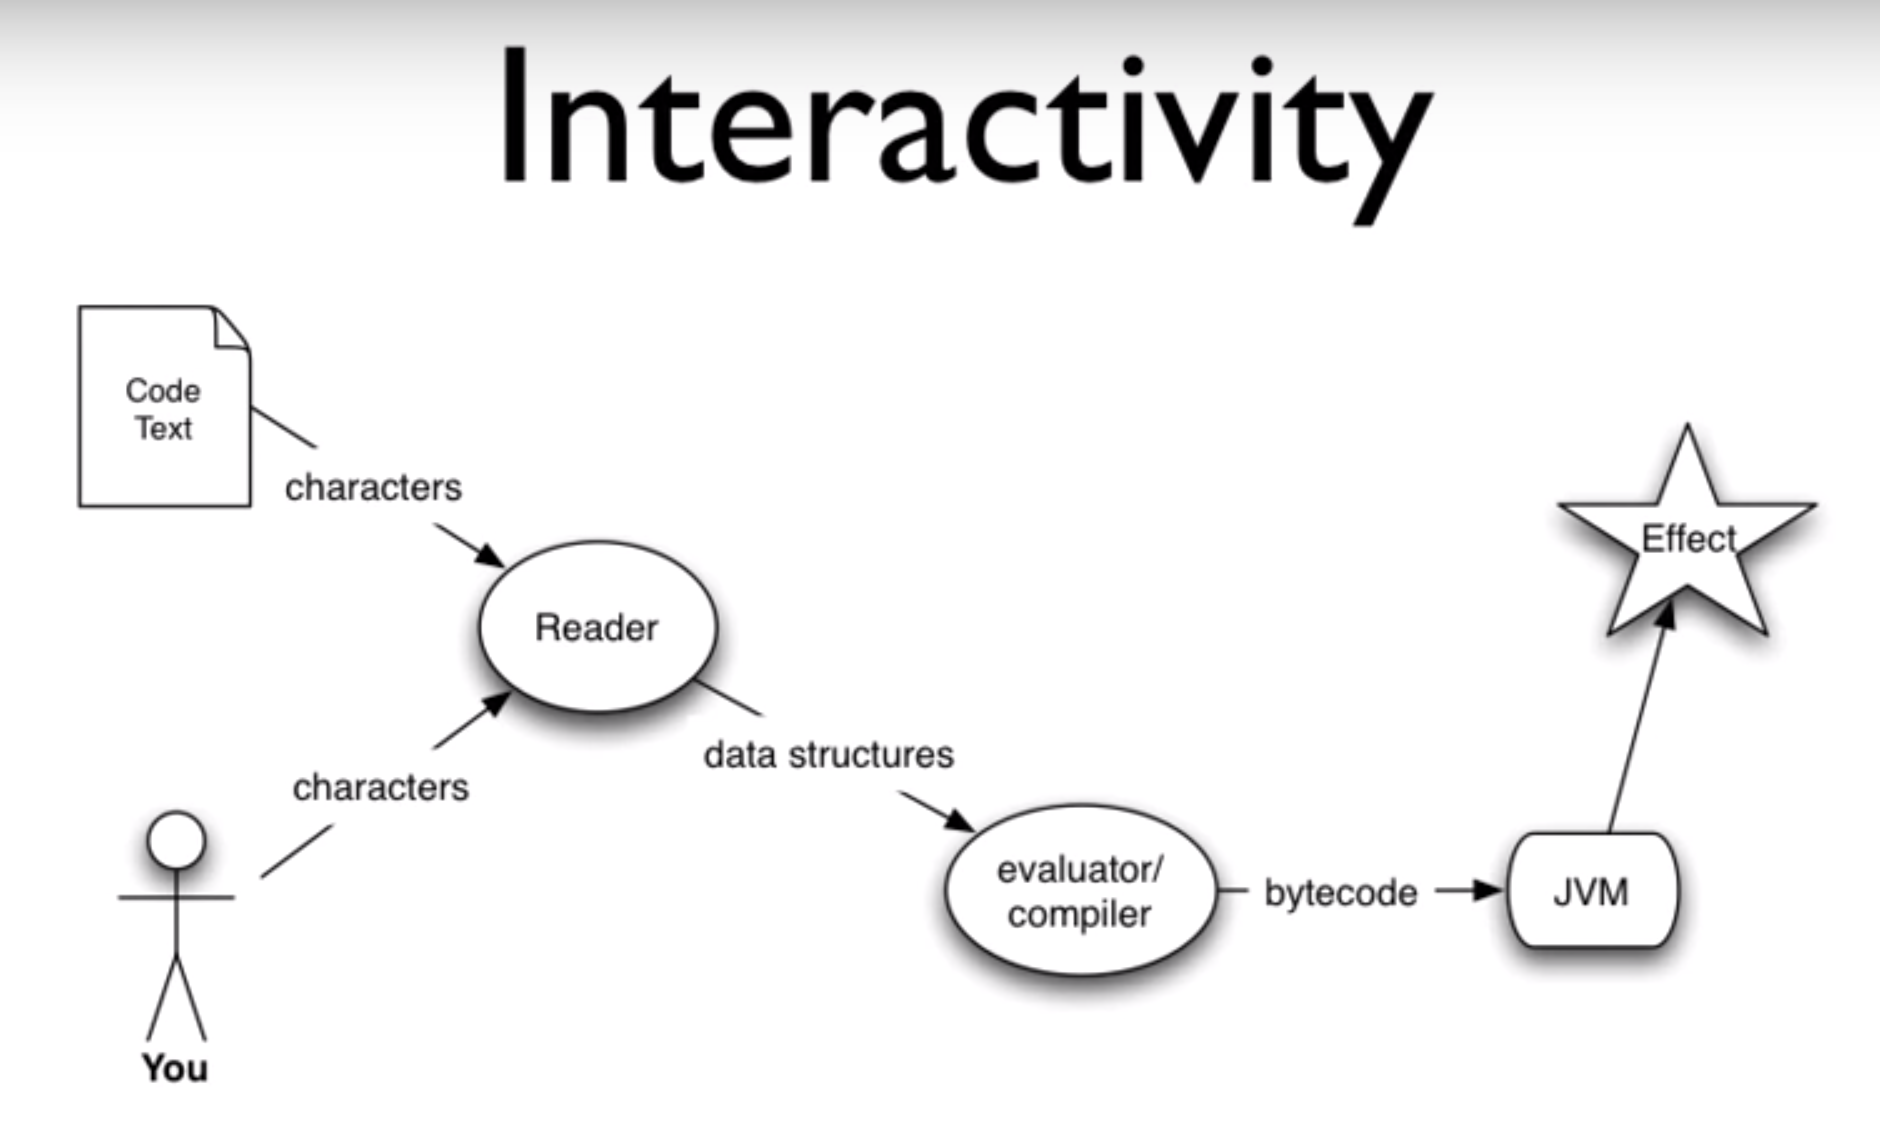 Interactivity
Code
Text
characters
Reader
characters
data structures
You
evaluator/
compiler
bytecode
JVM
Effect